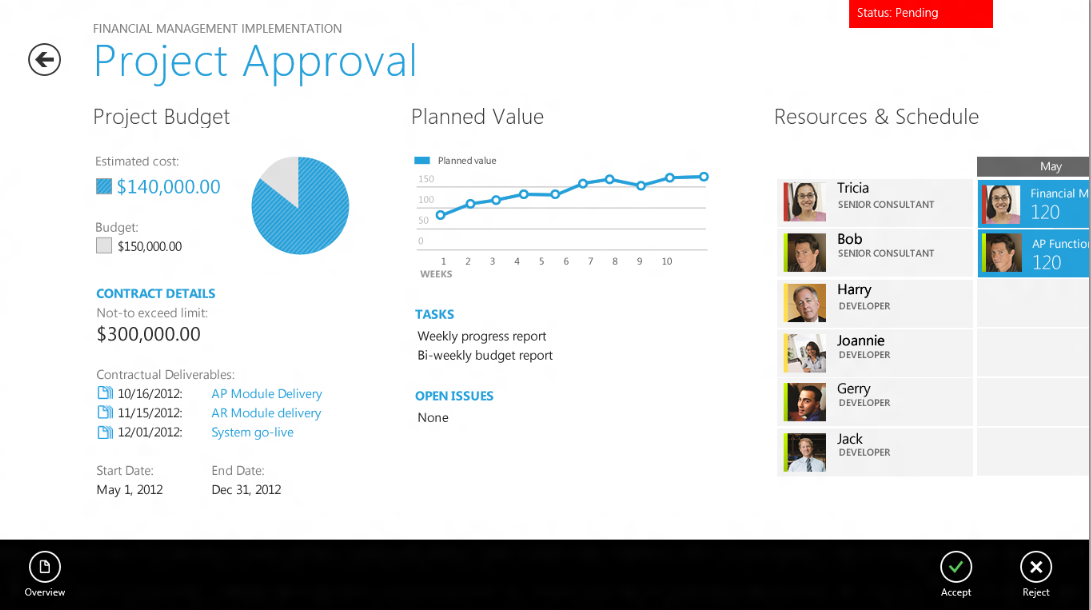 Status: Pending
FINANCIAL MANAGEMENT IMPLEMENTATION
Project Approval
Project Budget
Estimated cost:
$140,000.00
Budget:
$150,000.00
CONTRACT DETAILS
Not-to exceed limit:
$300,000.00
Contractual Deliverables:
10/16/2012: AP Module Delivery
11/15/2012: AR Module delivery
12/01/2012: System go-live
Start Date: End Date:
May 1, 2012 Dec 31, 2012
Planned Value
Planned value
150
100
50
0
1 2 3 4 5 6 7 8 9 10
WEEKS
TASKS
Weekly progress report
Bi-weekly budget report
OPEN ISSUES
None
Resources & Schedule
May
Tricia
SENIOR CONSULTANT
Financial M
120
Bob
SENIOR CONSULTANT
AP Functio
120
Harry
DEVELOPER
Joannie
DEVELOPER
Gerry
DEVELOPER
Jack
DEVELOPER
Overview
Accept
Reject